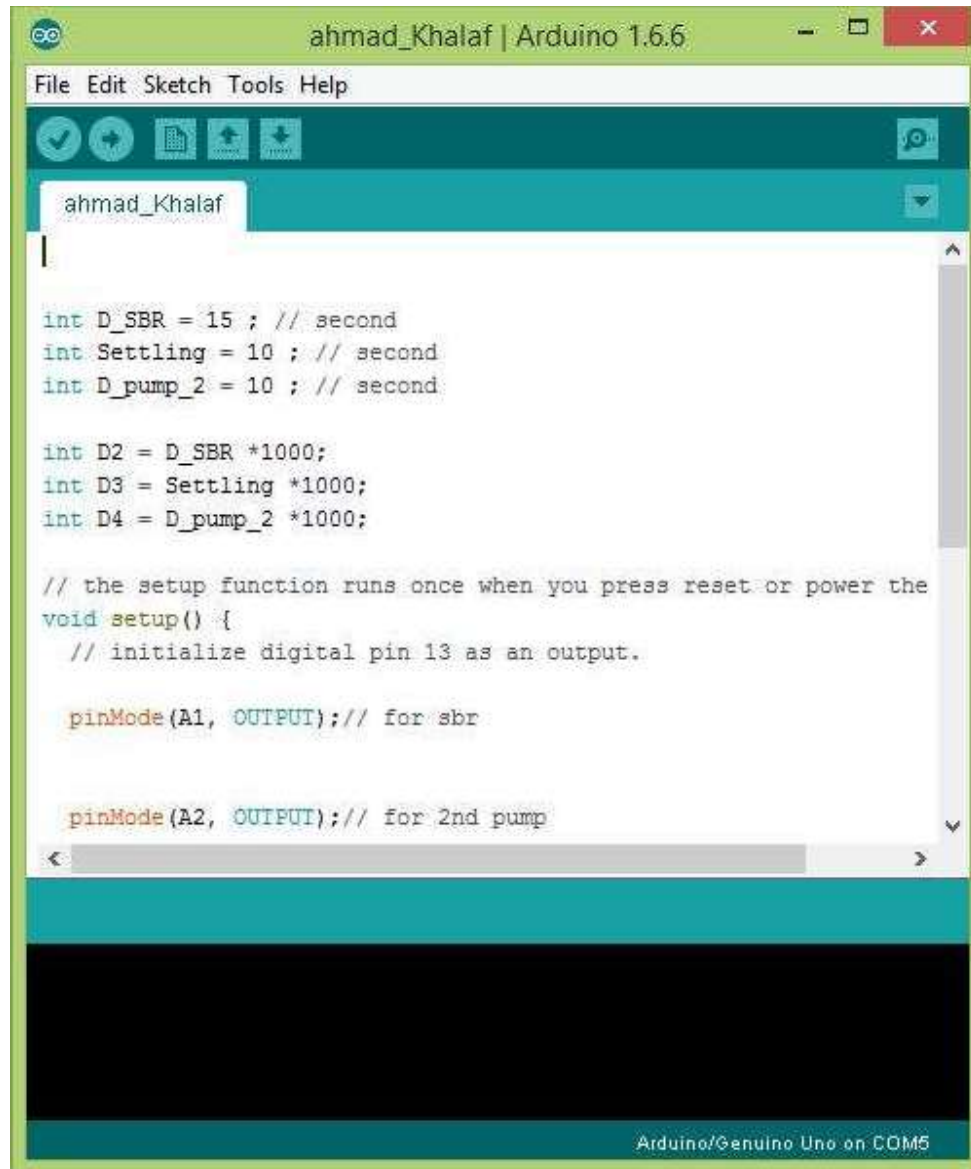 ahmad_Khalaf | Arduino 1.6.6
File Edit Sketch Tools Help
ahmad_Khalaf
int D_SBR = 15 ; // second
int Settling = 10 ; // second
int D_pump_2 = 10 ; // second
int D2 = D_SBR *1000;
int D3 = Settling *1000;
int D4 = D_pump_2 *1000;
// the setup function runs once when you press reset or power the
void setup() {
// initialize digital pin 13 as an output.
pinMode(A1, OUTPUT);// for sbr
pinMode(A2, OUTPUT);// for 2nd pump
Arduino/Genuino Uno on COM5